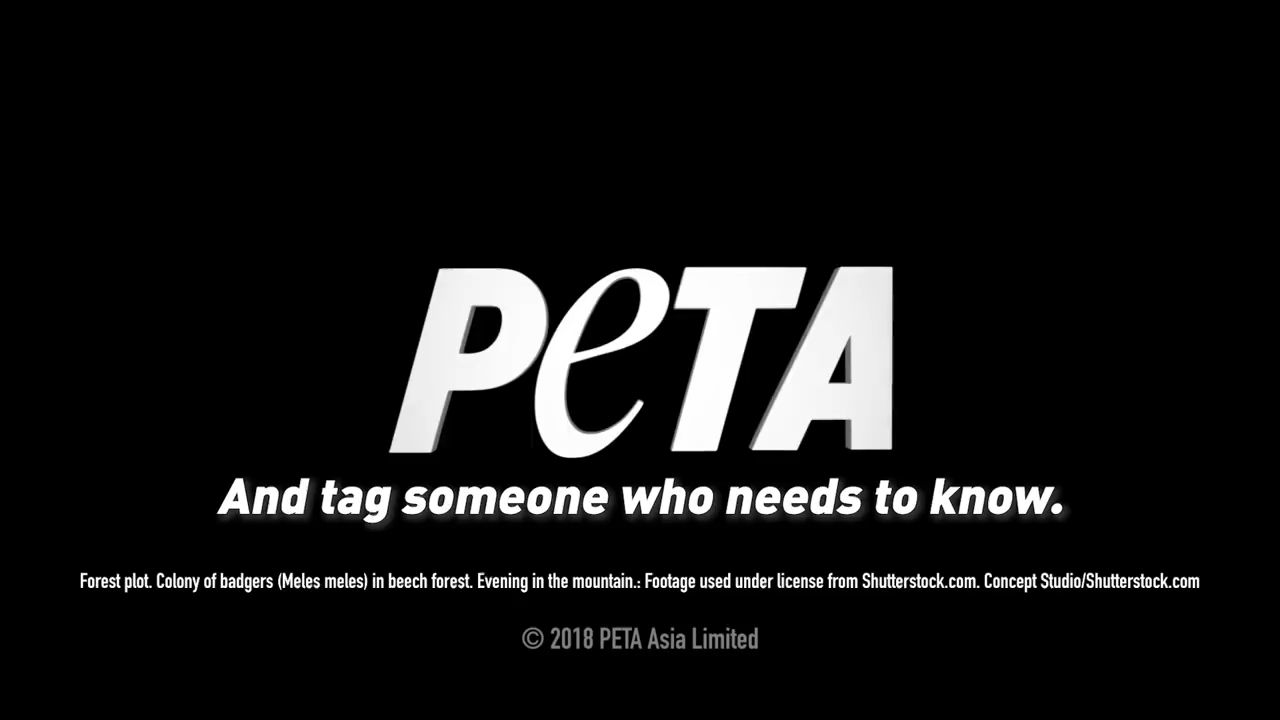 PeTA
And tag someone who needs to know.
Forest plot. Colony of badgers (Meles meles) in beech forest. Evening in the mountain.: Footage used under license from Shutterstock.com. Concept Studio/Shutterstock.com
© 2018 PETA Asia Limited